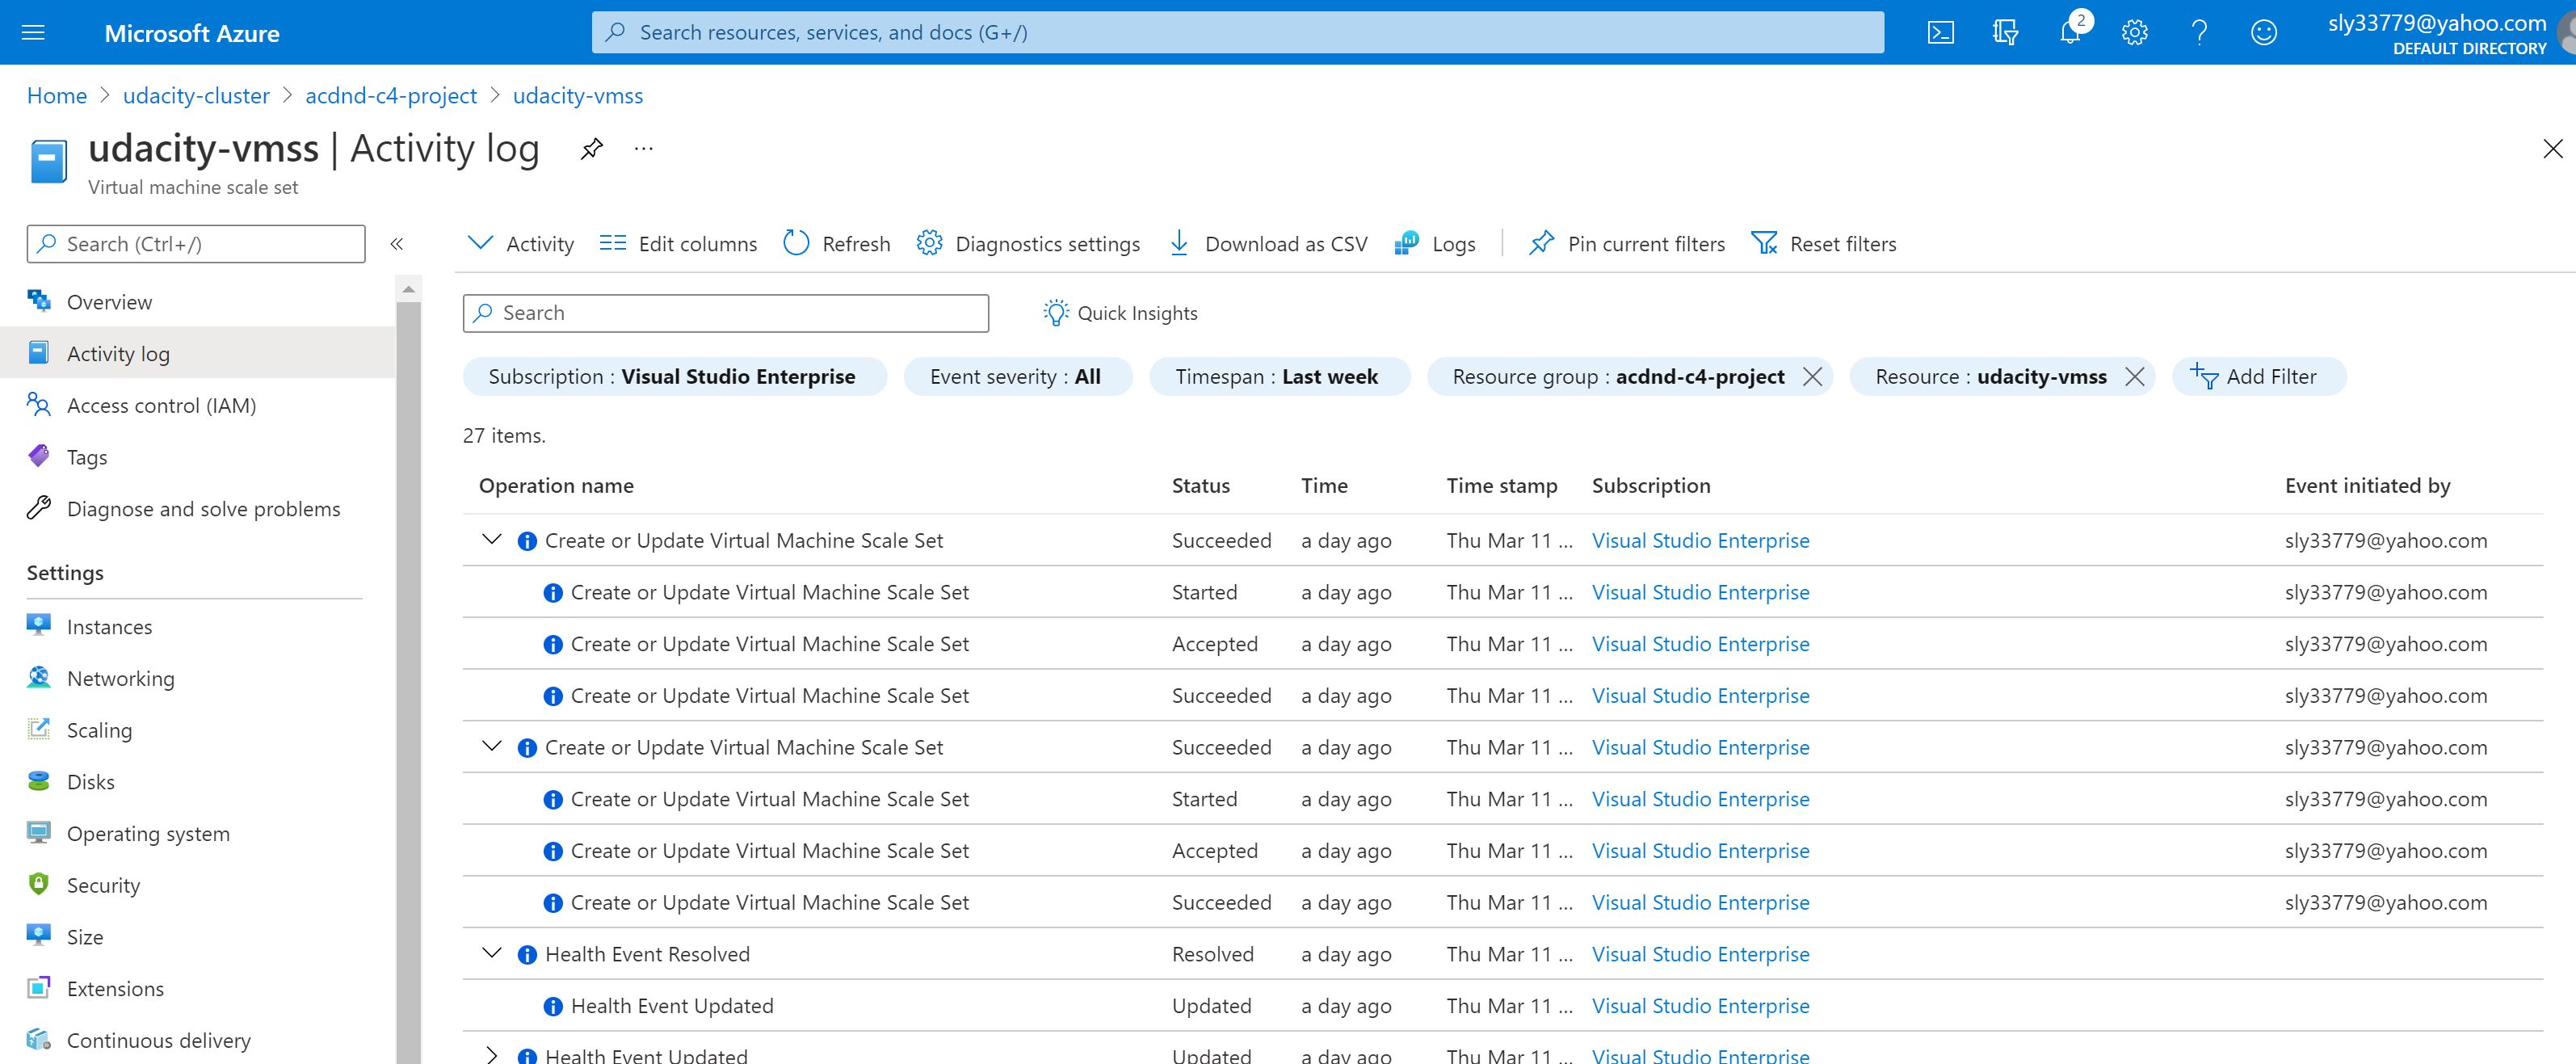 Microsoft Azure
Search resources, services, and docs (G+/)
2
sly33779@yahoo.com
DEFAULT DIRECTORY
Home > udacity-cluster > acdnd-c4-project > udacity-vmss
udacity-vmss | Activity log
Virtual machine scale set
Search (Ctrl+/)
Overview
Activity log
Access control (IAM)
Tags
Diagnose and solve problems
Settings
Instances
Networking
Scaling
Disks
Operating system
Security
Size
Extensions
Continuous delivery
Activity Edit columns Refresh Diagnostics settings Download as CSV Logs Pin current filters Reset filters
Search Quick Insights
Subscription : Visual Studio Enterprise Event severity : All Timespan : Last week Resource group : acdnd-c4-project Resource : udacity-vmss Add Filter
27 items.
Operation name Status Time Time stamp Subscription Event initiated by
Create or Update Virtual Machine Scale Set Succeeded a day ago Thu Mar 11 ... Visual Studio Enterprise sly33779@yahoo.com
Create or Update Virtual Machine Scale Set Started a day ago Thu Mar 11 ... Visual Studio Enterprise sly33779@yahoo.com
Create or Update Virtual Machine Scale Set Accepted a day ago Thu Mar 11 ... Visual Studio Enterprise sly33779@yahoo.com
Create or Update Virtual Machine Scale Set Succeeded a day ago Thu Mar 11 ... Visual Studio Enterprise sly33779@yahoo.com
Create or Update Virtual Machine Scale Set Succeeded a day ago Thu Mar 11 ... Visual Studio Enterprise sly33779@yahoo.com
Create or Update Virtual Machine Scale Set Started a day ago Thu Mar 11 ... Visual Studio Enterprise sly33779@yahoo.com
Create or Update Virtual Machine Scale Set Accepted a day ago Thu Mar 11 ... Visual Studio Enterprise sly33779@yahoo.com
Create or Update Virtual Machine Scale Set Succeeded a day ago Thu Mar 11 ... Visual Studio Enterprise sly33779@yahoo.com
Health Event Resolved Resolved a day ago Thu Mar 11 ... Visual Studio Enterprise
Health Event Updated Updated a day ago Thu Mar 11 ... Visual Studio Enterprise
Health Event Updated Updated a day ago Thu Mar 11 ... Visual Studio Enterprise